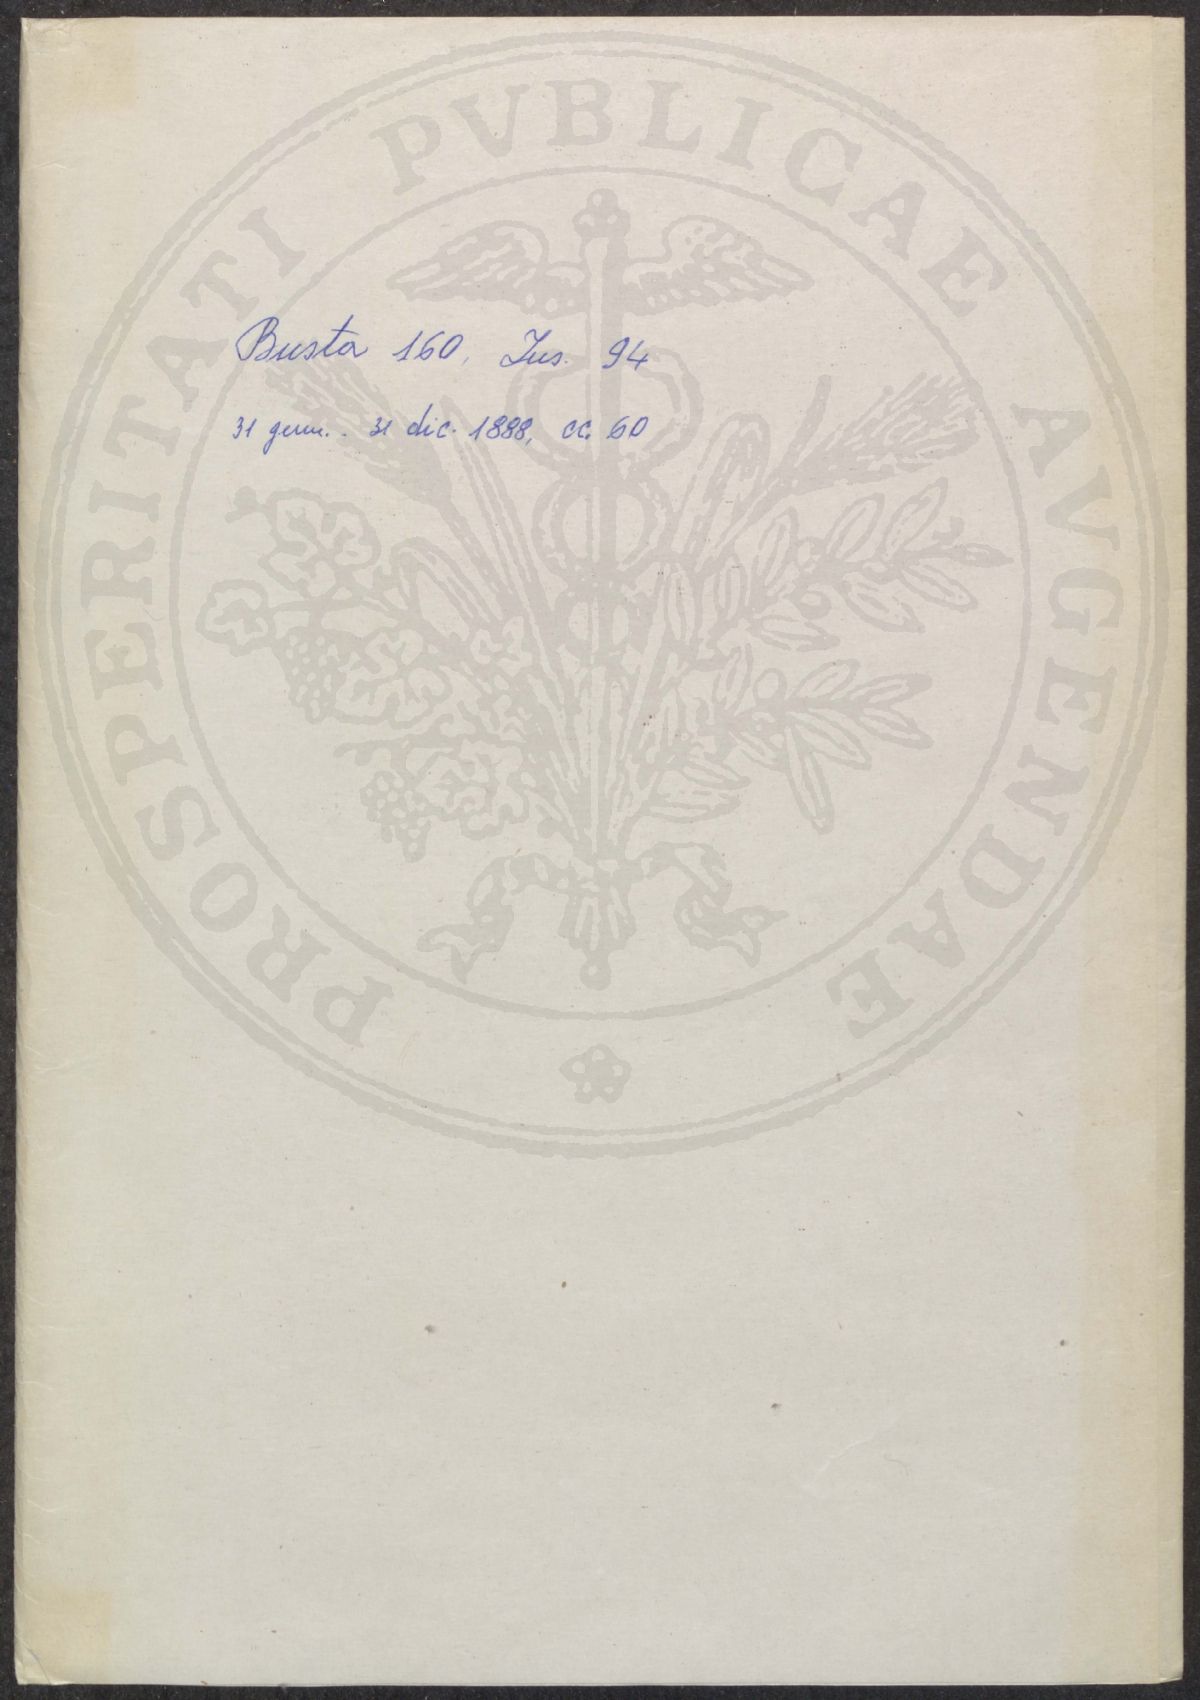 PROSPERITATI PVBLICAE AVGENDAE
Busta 160, Ins. 94
31 genn. - 31 dic. 1888, cc. 60